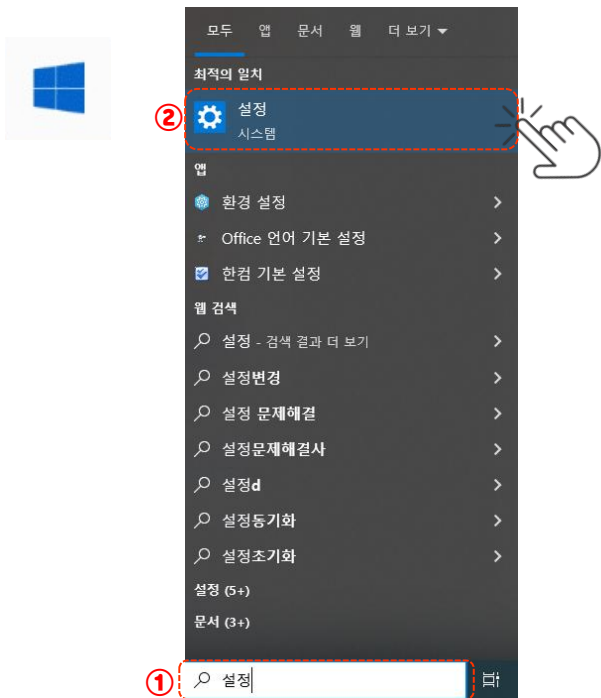 모두 앱 문서 웹 더 보기 ▼
최적의 일치
② 설정
시스템
앱
환경 설정
Office 언어 기본 설정
한컴 기본 설정
웹 검색
설정 - 검색 결과 더 보기
설정변경
설정 문제해결
설정문제해결사
설정d
설정동기화
설정초기화
설정 (5+)
문서 (3+)
① 설정